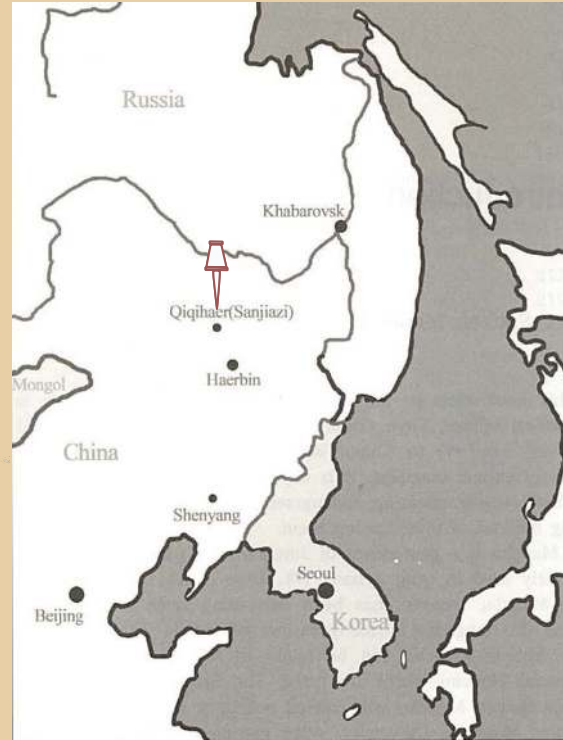 Russia
Khabarovsk
Qiqihaer(Sanjiazi)
Haerbin
Mongol
China
Shenyang
Seoul
Beijing
Korea